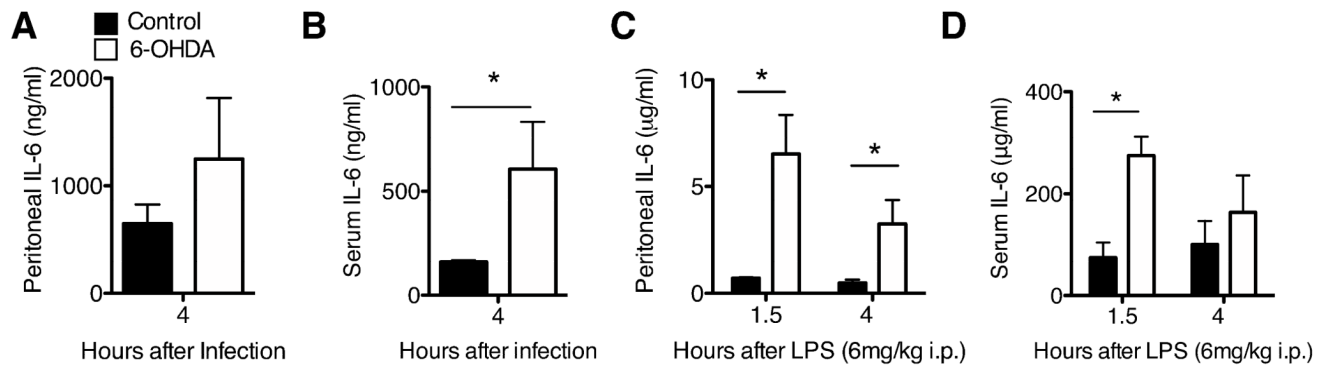 A
Control
6-OHDA
Peritoneal IL-6 (ng/ml)
2000
1000
0
4
Hours after Infection
B
Serum IL-6 (ng/ml)
1000
500
0
*
4
Hours after infection
C
Peritoneal IL-6 (μg/ml)
10
5
0
*
*
1.5
4
Hours after LPS (6mg/kg i.p.)
D
Serum IL-6 (μg/ml)
400
200
0
*
1.5
4
Hours after LPS (6mg/kg i.p.)